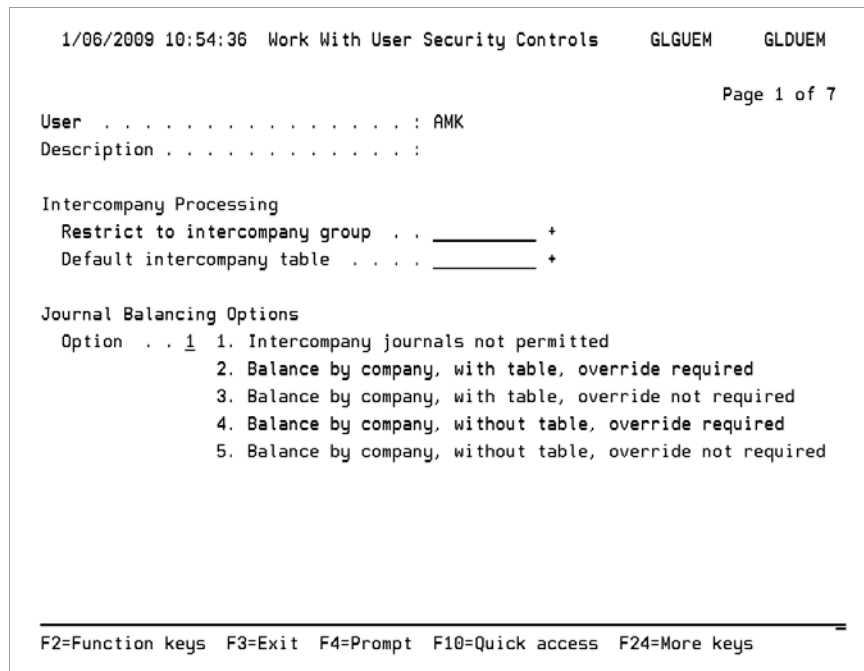 1/06/2009 10:54:36 Work With User Security Controls GLGUEM GLDUEM
Page 1 of 7
User . . . . . . . . . . . . . . . : AMK
Description . . . . . . . . . . . . :
Intercompany Processing
Restrict to intercompany group . . __________ +
Default intercompany table . . . . __________ +
Journal Balancing Options
Option . . 1 1. Intercompany journals not permitted
2. Balance by company, with table, override required
3. Balance by company, with table, override not required
4. Balance by company, without table, override required
5. Balance by company, without table, override not required
F2=Function keys F3=Exit F4=Prompt F10=Quick access F24=More keys